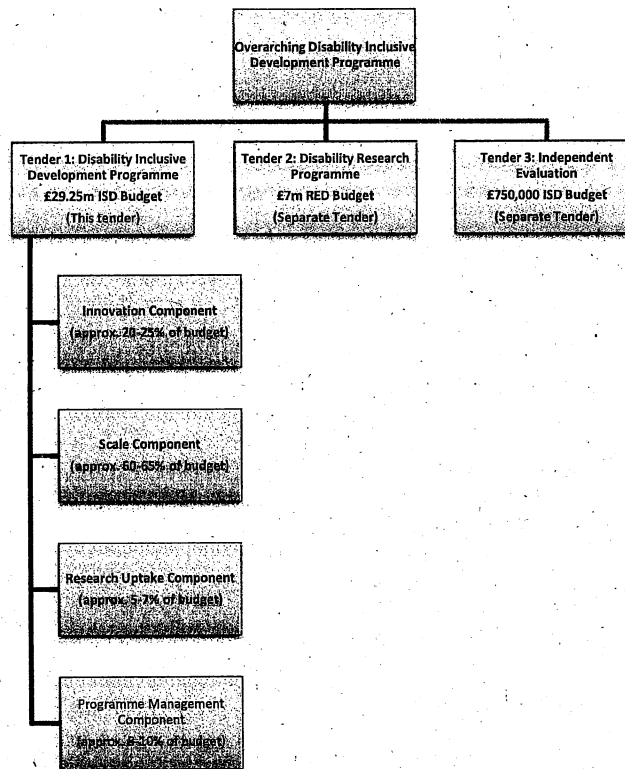 Overarching Disability Inclusive
Development Programme
Tender 1: Disability Inclusive
Development Programme
£29.25m ISD Budget
(This tender)
Tender 2: Disability Research
Programme
£7m RED Budget
(Separate Tender)
Tender 3: Independent
Evaluation
£750,000 ISD Budget
(Separate Tender)
Innovation Component
(approx. 20-25% of budget)
Scale Component
(approx. 60-65% of budget)
Research Uptake Component
(approx. 5-7% of budget)
Programme Management
Component
(approx. of budget)